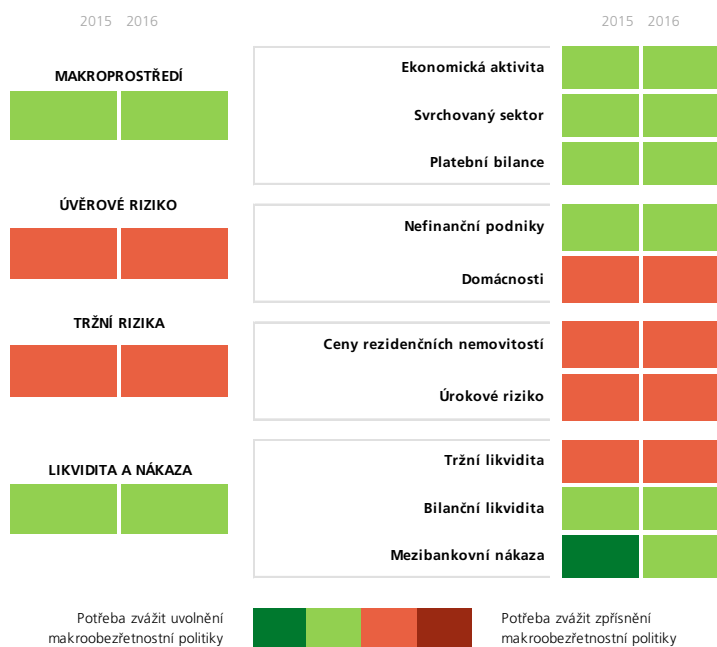 2015 2016
2015 2016
MAKROPROSTŘEDÍ
Ekonomická aktivita
Svrchovaný sektor
Platební bilance
ÚVĚROVÉ RIZIKO
Nefinanční podniky
Domácnosti
TRŽNÍ RIZIKA
Ceny rezidenčních nemovitostí
Úrokové riziko
LIKVIDITA A NÁKAZA
Tržní likvidita
Bilanční likvidita
Mezibankovní nákaza
Potřeba zvážit uvolnění
makroobezřetnostní politiky
Potřeba zvážit zpřísnění
makroobezřetnostní politiky